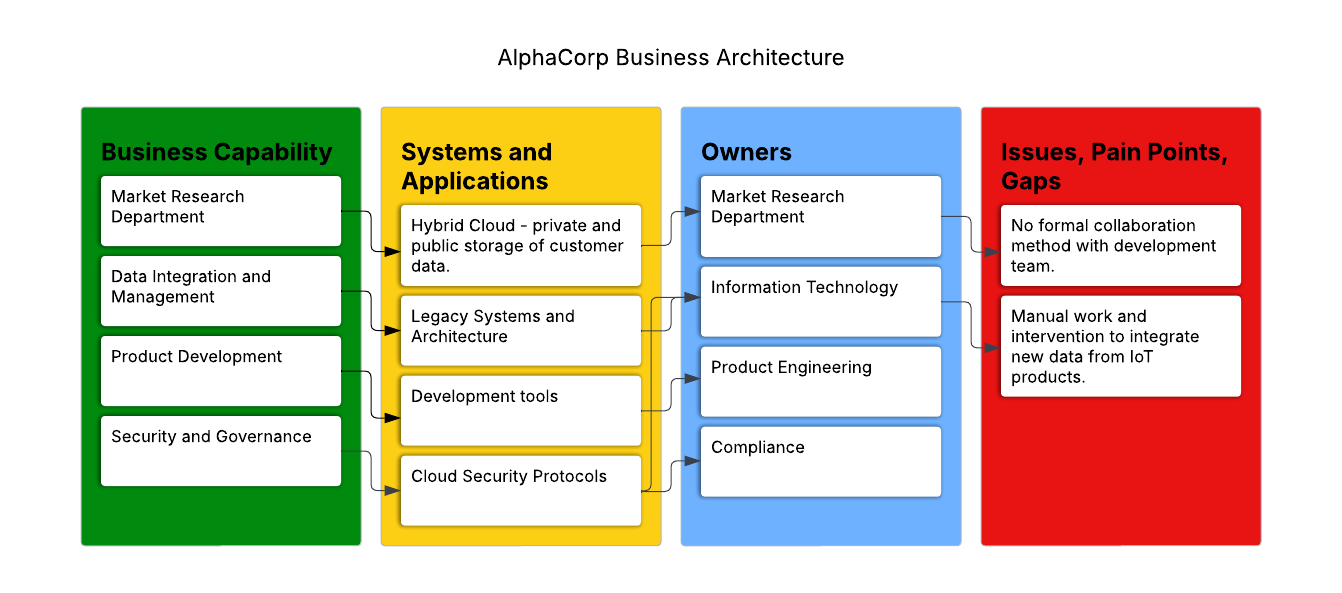 AlphaCorp Business Architecture
Business Capability
Market Research
Department
Data Integration and
Management
Product Development
Security and Governance
Systems and
Applications
Hybrid Cloud - private and
public storage of customer
data.
Legacy Systems and
Architecture
Development tools
Cloud Security Protocols
Owners
Market Research
Department
Information Technology
Product Engineering
Compliance
Issues, Pain Points,
Gaps
No formal collaboration
method with development
team.
Manual work and
intervention to integrate
new data from IoT
products.